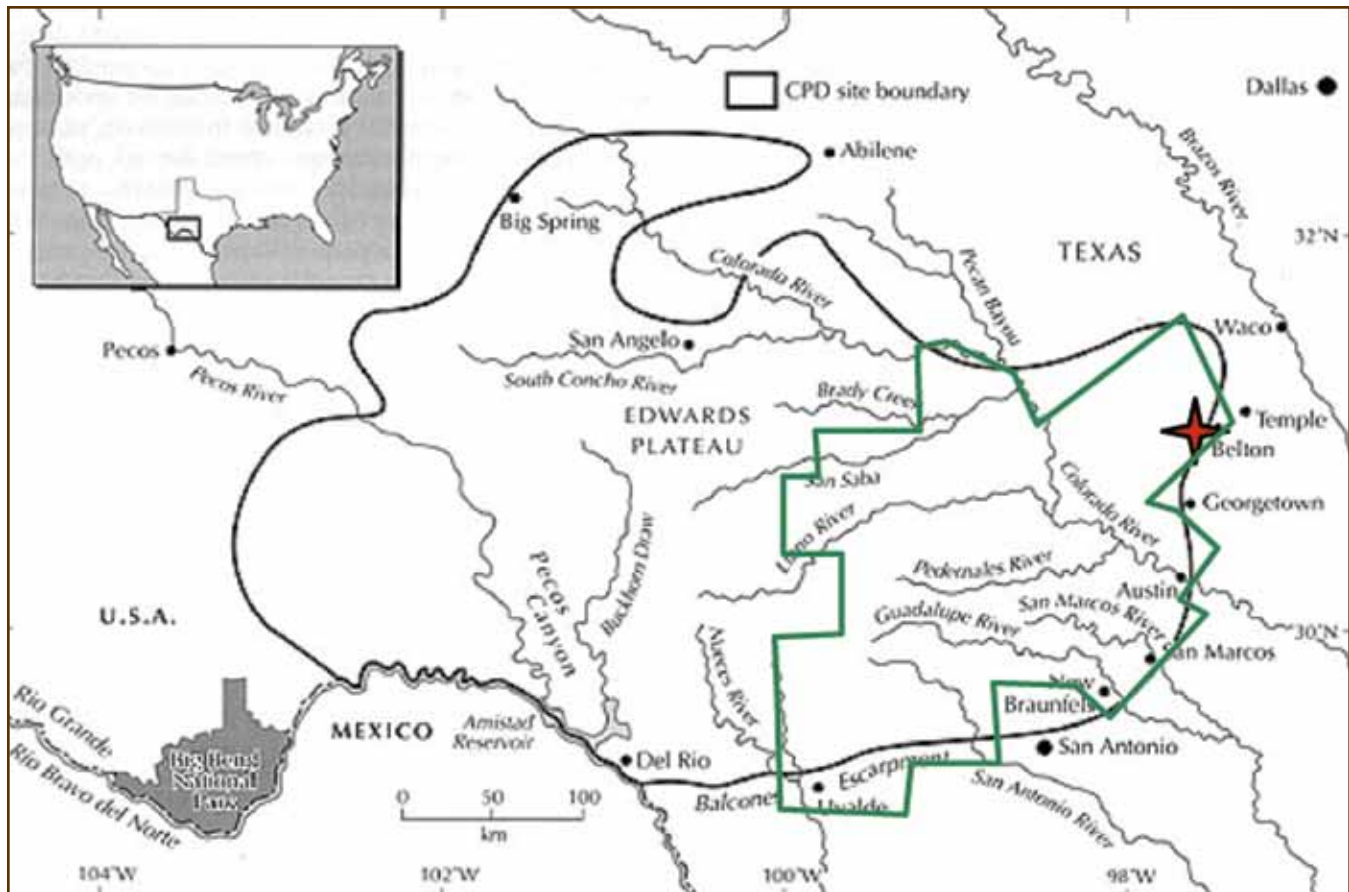 CPD site boundary
Dallas
Brazos River
Abilene
Big Spring
TEXAS
32°N
Colorado River
Pecan Bayou
Waco
San Angelo
Pecos
Pecos River
South Concho River
Brady Creek
EDWARDS
PLATEAU
Temple
Belton
San Saba
Georgetown
Colorado River
Llano River
Buckhorn Draw
Pecos
Canyon
Pedernales River
Austin
U.S.A.
Guadalupe River
San Marcos River
30°N
Nueces River
San Marcos
New
Braunfels
Rio Grande
MEXICO
Amistad
Reservoir
San Antonio
Big Bend
National
Park
Del Rio
Escarpment
Balcones
Uvalde
San Antonio River
Rio Bravo del Norte
0 50 100
km
104°W
102°W
100°W
98°W